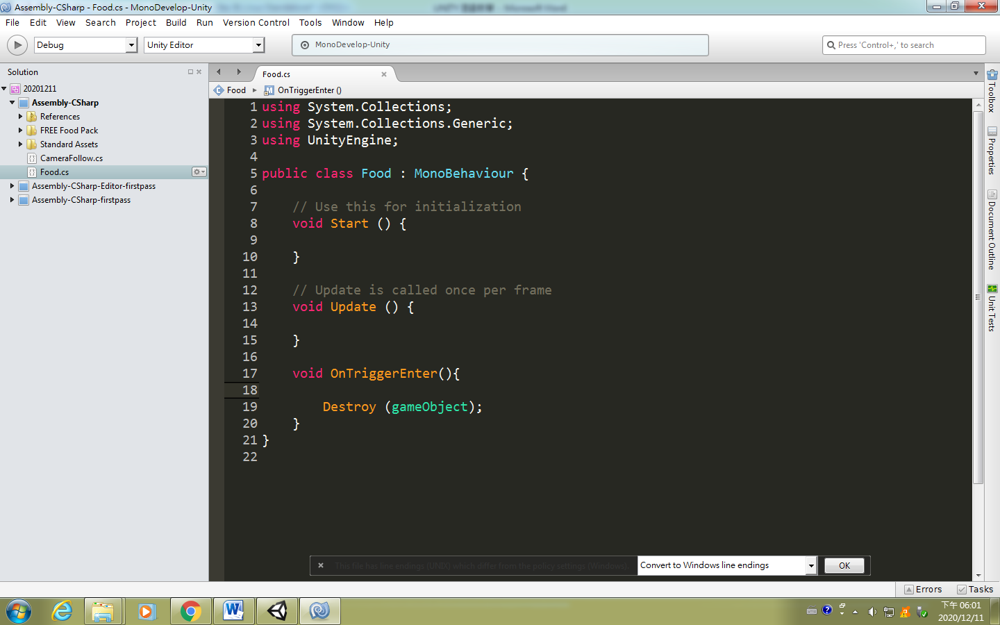 Assembly-CSharp - Food.cs - MonoDevelop-Unity
File Edit View Search Project Build Run Version Control Tools Window Help
Debug Unity Editor MonoDevelop-Unity Press 'Control+,' to search
Solution
20201211
Assembly-CSharp
References
FREE Food Pack
Standard Assets
CameraFollow.cs
Food.cs
Assembly-CSharp-Editor-firstpass
Assembly-CSharp-firstpass
Food.cs
Food OnTriggerEnter ()
1 using System.Collections;
2 using System.Collections.Generic;
3 using UnityEngine;
4
5 public class Food : MonoBehaviour {
6
7 // Use this for initialization
8 void Start () {
9
10 }
11
12 // Update is called once per frame
13 void Update () {
14
15 }
16
17 void OnTriggerEnter(){
18
19 Destroy (gameObject);
20 }
21 }
22
This file has line endings (UNIX) which differ from the policy settings (Windows). Convert to Windows line endings OK
Toolbox
Properties
Document Outline
Unit Tests
Errors Tasks
下午 06:01
2020/12/11